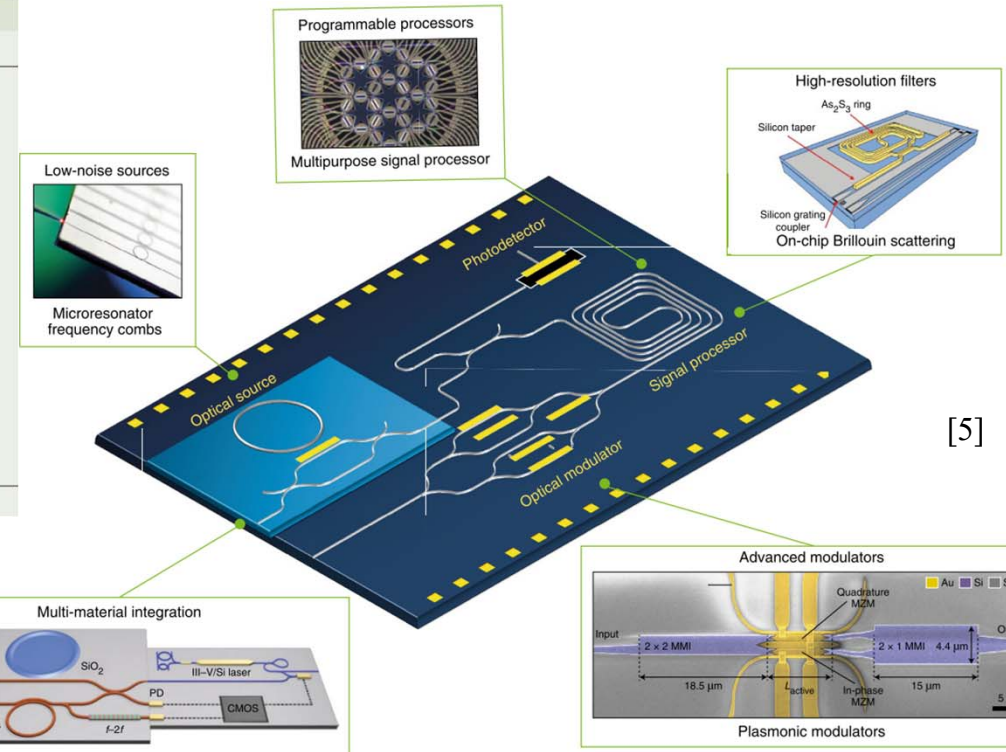 Programmable processors
Multipurpose signal processor
High-resolution filters
As₂S₃ ring
Silicon taper
Silicon grating
coupler
On-chip Brillouin scattering
Low-noise sources
Microresonator
frequency combs
Photodetector
Signal processor
Optical source
Optical modulator
[5]
Multi-material integration
SiO₂
III–V/Si laser
PD
CMOS
f–2f
Advanced modulators
Au Si
Quadrature
MZM
Input
2 × 2 MMI
2 × 1 MMI
4.4 µm
18.5 µm
L active
In-phase
MZM
15 µm
5
Plasmonic modulators